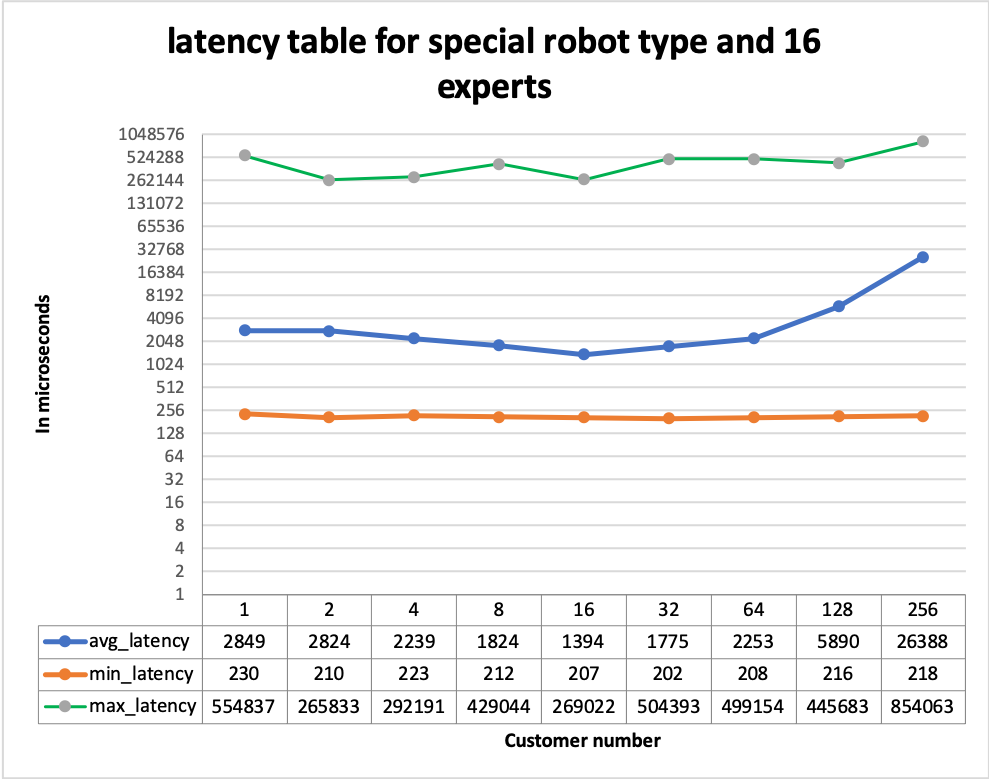 latency table for special robot type and 16
experts
1048576
524288
262144
131072
65536
32768
16384
8192
4096
2048
1024
512
256
128
64
32
16
8
4
2
1
In microseconds
1 2 4 8 16 32 64 128 256
avg_latency 2849 2824 2239 1824 1394 1775 2253 5890 26388
min_latency 230 210 223 212 207 202 208 216 218
max_latency 554837 265833 292191 429044 269022 504393 499154 445683 854063
Customer number